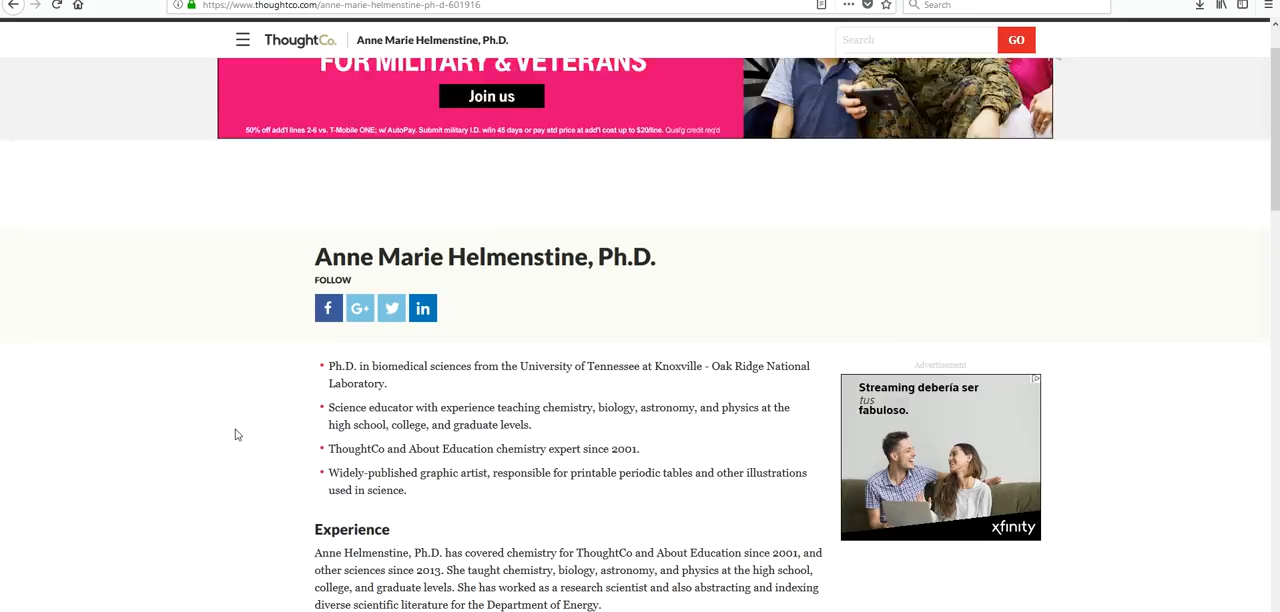 https://www.thoughtco.com/anne-marie-helmenstine-ph-d-601916
Search
ThoughtCo.
Anne Marie Helmenstine, Ph.D.
Search
GO
FOR MILITARY & VETERANS
Join us
50% off add'l lines 2-6 vs. T-Mobile ONE; w/ AutoPay. Submit military I.D. w/in 45 days or pay std price at add'l cost up to $20/line. Qual'g credit req'd
Anne Marie Helmenstine, Ph.D.
FOLLOW
f G+ in
• Ph.D. in biomedical sciences from the University of Tennessee at Knoxville - Oak Ridge National
Laboratory.
• Science educator with experience teaching chemistry, biology, astronomy, and physics at the
high school, college, and graduate levels.
• ThoughtCo and About Education chemistry expert since 2001.
• Widely-published graphic artist, responsible for printable periodic tables and other illustrations
used in science.
Experience
Anne Helmenstine, Ph.D. has covered chemistry for ThoughtCo and About Education since 2001, and
other sciences since 2013. She taught chemistry, biology, astronomy, and physics at the high school,
college, and graduate levels. She has worked as a research scientist and also abstracting and indexing
diverse scientific literature for the Department of Energy.
Advertisement
Streaming debería ser
tus
fabuloso.
xfinity